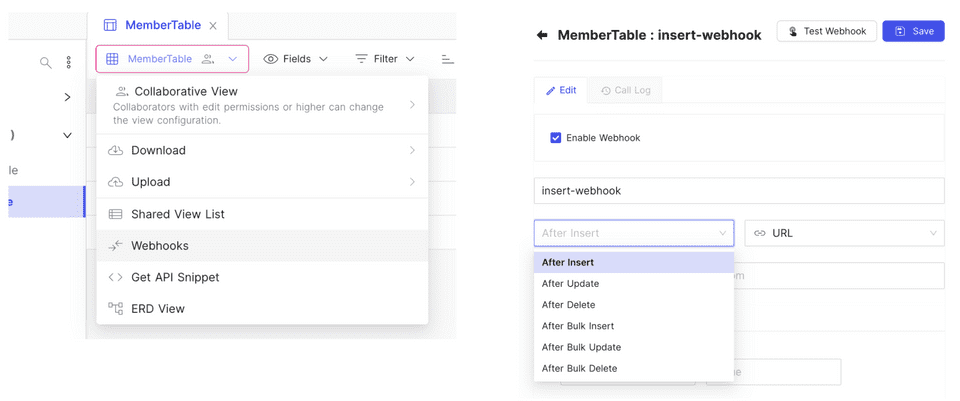 MemberTable
MemberTable
Fields
Filter
Collaborative View
Collaborators with edit permissions or higher can change
the view configuration.
)
Download
le
Upload
e
Shared View List
Webhooks
Get API Snippet
ERD View
MemberTable : insert-webhook
Test Webhook
Save
Edit
Call Log
Enable Webhook
insert-webhook
After Insert
URL
After Insert
om
After Update
After Delete
After Bulk Insert
After Bulk Update
After Bulk Delete